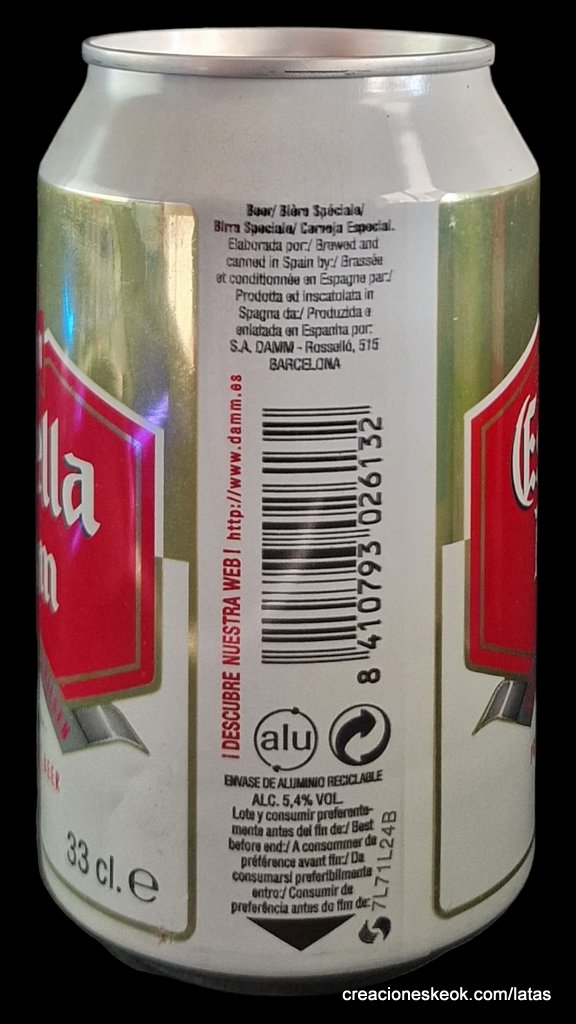 Beer/ Bière Spéciale/
Birra Speciale/ Cerveja Especial.
Elaborada por:/ Brewed and
canned in Spain by:/ Brassée
et conditionnée en Espagne par:/
Prodotta ed inscatolata in
Spagna da:/ Produzida e
enlatada en Espanha por:
S.A. DAMM - Rosselló, 515
BARCELONA
¡ DESCUBRE NUESTRA WEB ! http://www.damm.es
8 410793 026132
alu
ENVASE DE ALUMINIO RECICLABLE
ALC. 5,4% VOL.
Lote y consumir preferente-
mente antes del fin de:/ Best
before end:/ A consommer de
préférence avant fin:/ Da
consumarsi preferibilmente
entro:/ Consumir de
preferência antes do fim de:
7L71L24B
lla
m
BEER
33 cl. e
E
creacioneskeok.com/latas